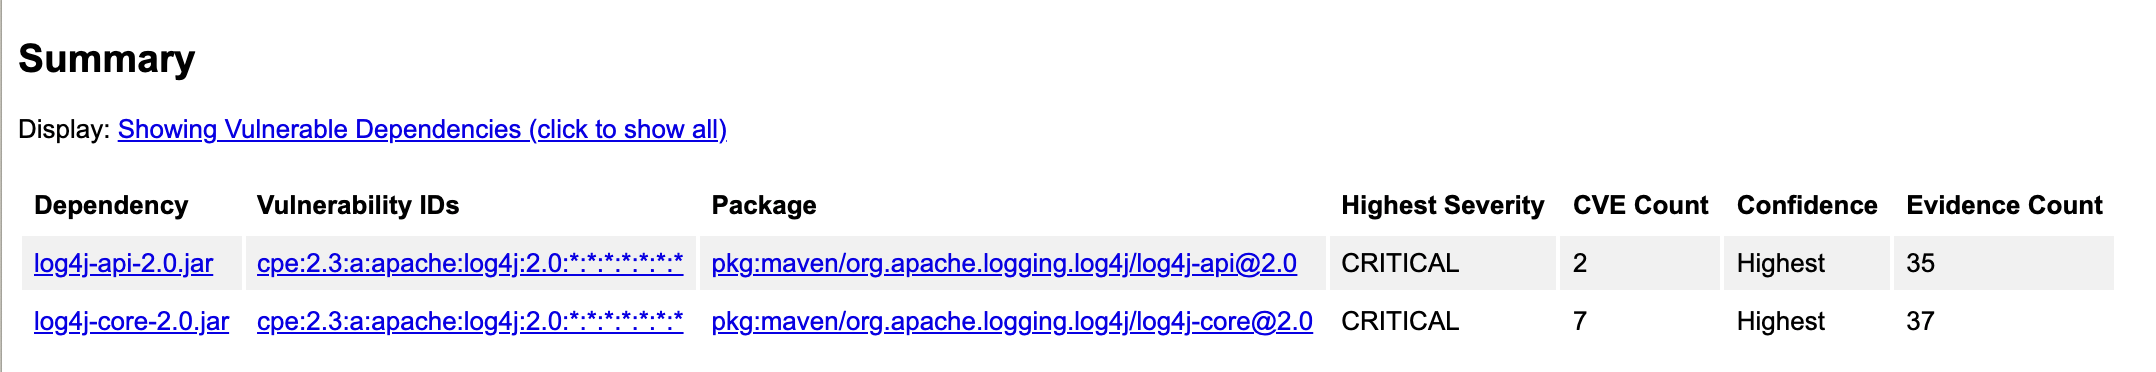 Summary
Display: Showing Vulnerable Dependencies (click to show all)
Dependency Vulnerability IDs Package Highest Severity CVE Count Confidence Evidence Count
log4j-api-2.0.jar cpe:2.3:a:apache:log4j:2.0:*:*:*:*:*:*:* pkg:maven/org.apache.logging.log4j/log4j-api@2.0 CRITICAL 2 Highest 35
log4j-core-2.0.jar cpe:2.3:a:apache:log4j:2.0:*:*:*:*:*:*:* pkg:maven/org.apache.logging.log4j/log4j-core@2.0 CRITICAL 7 Highest 37